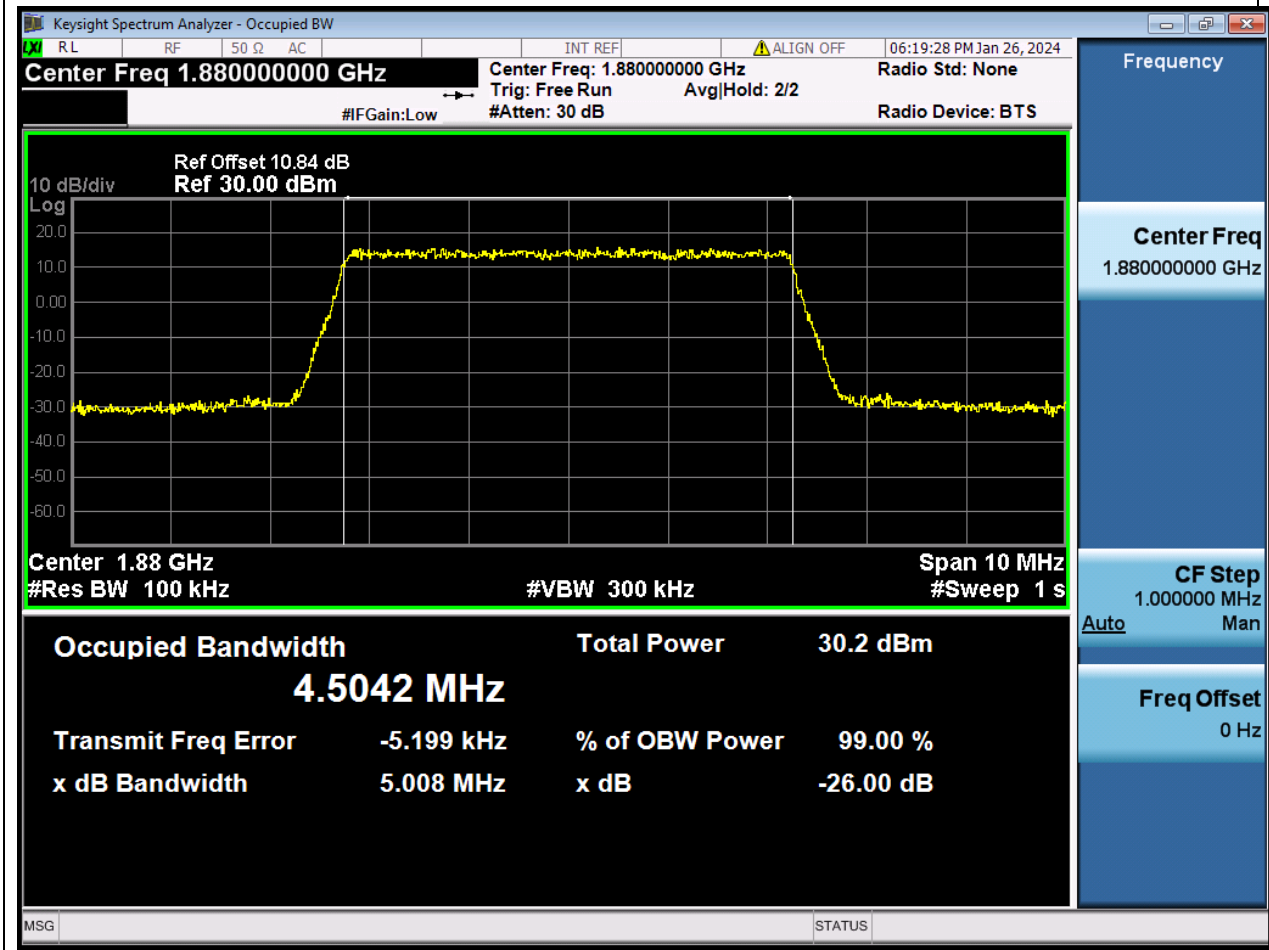 Keysight Spectrum Analyzer - Occupied BW
LXI RL RF 50 Ω AC INT REF ALIGN OFF 06:19:28 PM Jan 26, 2024
Center Freq 1.880000000 GHz
Center Freq: 1.880000000 GHz Radio Std: None
Trig: Free Run Avg|Hold: 2/2
#IFGain:Low #Atten: 30 dB Radio Device: BTS
Ref Offset 10.84 dB
10 dB/div Ref 30.00 dBm
Log
20.0
10.0
0.00
-10.0
-20.0
-30.0
-40.0
-50.0
-60.0
Center 1.88 GHz Span 10 MHz
#Res BW 100 kHz #VBW 300 kHz #Sweep 1 s
Occupied Bandwidth Total Power 30.2 dBm
4.5042 MHz
Transmit Freq Error -5.199 kHz % of OBW Power 99.00 %
x dB Bandwidth 5.008 MHz x dB -26.00 dB
Frequency
Center Freq
1.880000000 GHz
CF Step
1.000000 MHz
Auto Man
Freq Offset
0 Hz
MSG STATUS